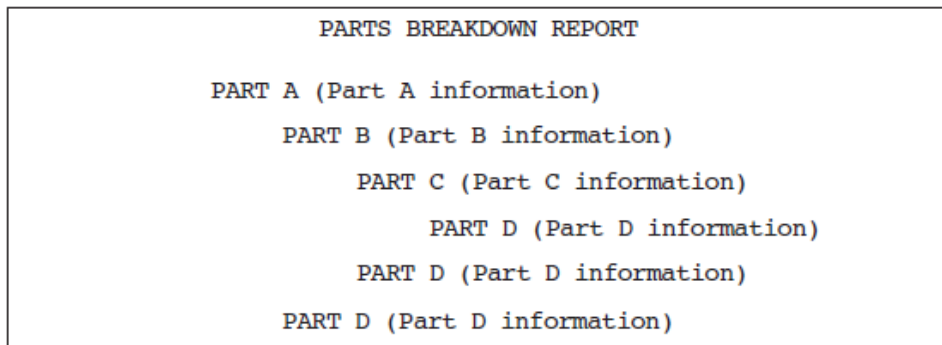 PARTS BREAKDOWN REPORT
PART A (Part A information)
PART B (Part B information)
PART C (Part C information)
PART D (Part D information)
PART D (Part D information)
PART D (Part D information)